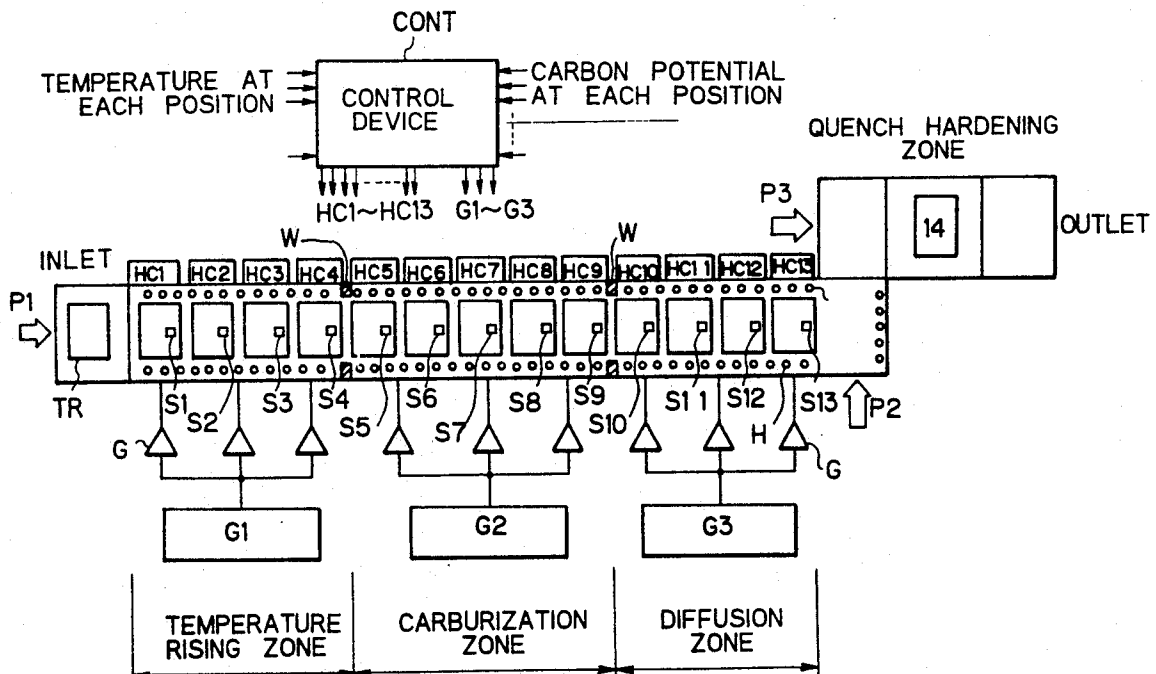 CONT
TEMPERATURE AT
EACH POSITION
CONTROL
DEVICE
CARBON POTENTIAL
AT EACH POSITION
QUENCH HARDENING
ZONE
HC1~HC13 G1~G3
P3
14
OUTLET
W W
INLET
HC1 HC2 HC3 HC4 HC5 HC6 HC7 HC8 HC9 HC10 HC11 HC12 HC13
P1
TR
S1 S2 S3 S4 S5 S6 S7 S8 S9 S10 S11 S12 S13
H
P2
G G
G1 G2 G3
TEMPERATURE
RISING ZONE
CARBURIZATION
ZONE
DIFFUSION
ZONE